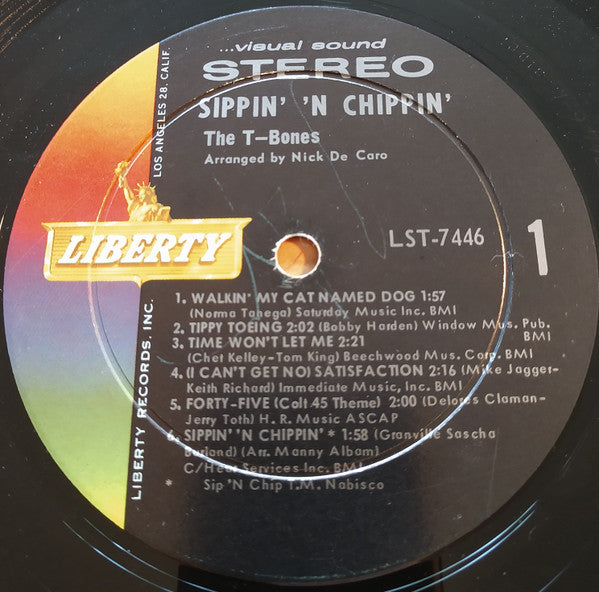 ...visual sound
STEREO
SIPPIN' 'N CHIPPIN'
The T-Bones
Arranged by Nick De Caro
LOS ANGELES 28, CALIF.
LIBERTY
LIBERTY RECORDS, INC.
LST-7446
1
1. WALKIN' MY CAT NAMED DOG 1:57
(Norma Tanega) Saturday Music Inc. BMI
2. TIPPY TOEING 2:02 (Bobby Harden) Window Mus. Pub.
BMI
3. TIME WON'T LET ME 2:21
(Chet Kelley-Tom King) Beechwood Mus. Corp. BMI
4. (I CAN'T GET NO) SATISFACTION 2:16 (Mike Jagger-
Keith Richard) Immediate Music, Inc. BMI
5. FORTY-FIVE (Colt 45 Theme) 2:00 (Delores Claman-
Jerry Toth) H. R. Music ASCAP
6. SIPPIN' 'N CHIPPIN' * 1:58 (Granville Sascha
Burland) (Arr. Manny Albam)
C/Hear Services Inc. BMI
* Sip 'N Chip T.M. Nabisco